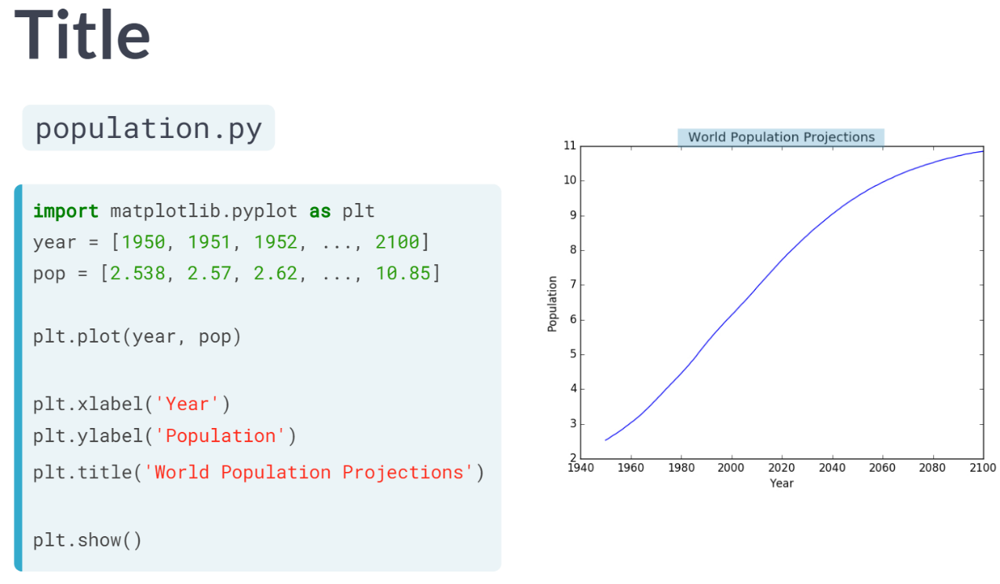 Title
population.py
import matplotlib.pyplot as plt
year = [1950, 1951, 1952, ..., 2100]
pop = [2.538, 2.57, 2.62, ..., 10.85]
plt.plot(year, pop)
plt.xlabel('Year')
plt.ylabel('Population')
plt.title('World Population Projections')
plt.show()
World Population Projections
11
10
9
8
7
6
5
4
3
2
Population
1940 1960 1980 2000 2020 2040 2060 2080 2100
Year